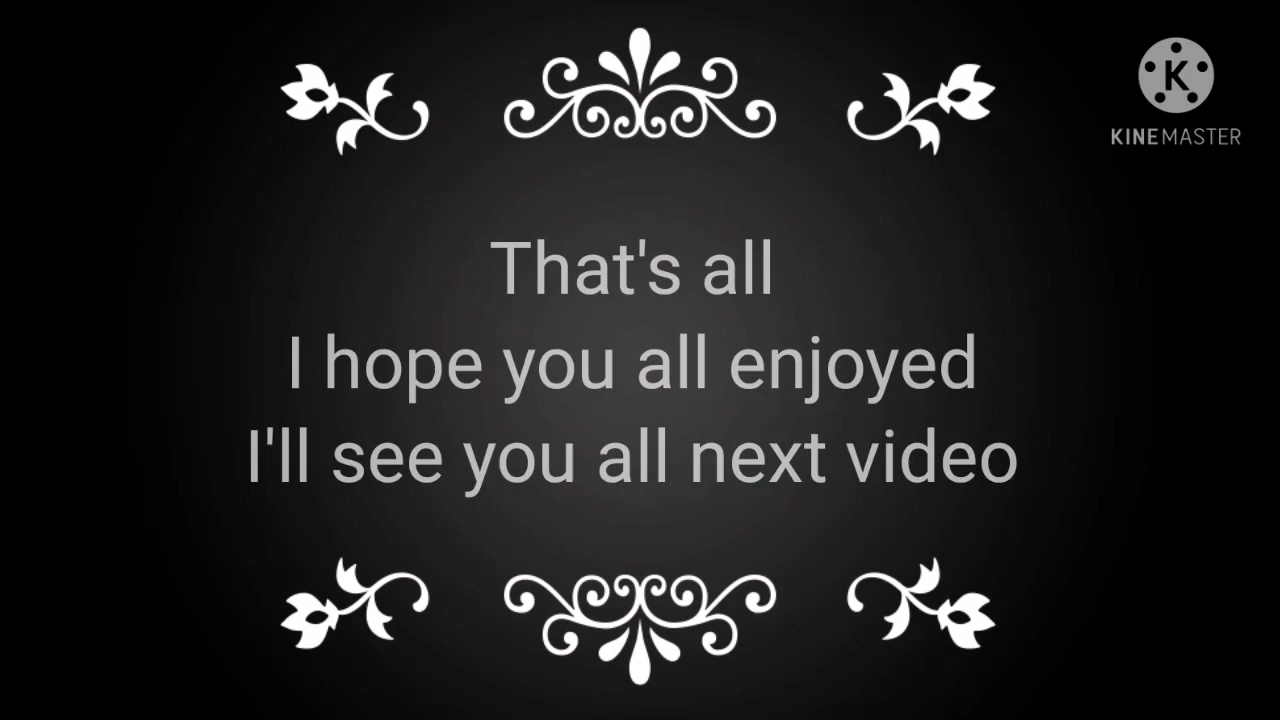 K
KINEMASTER
That's all
I hope you all enjoyed
I'll see you all next video